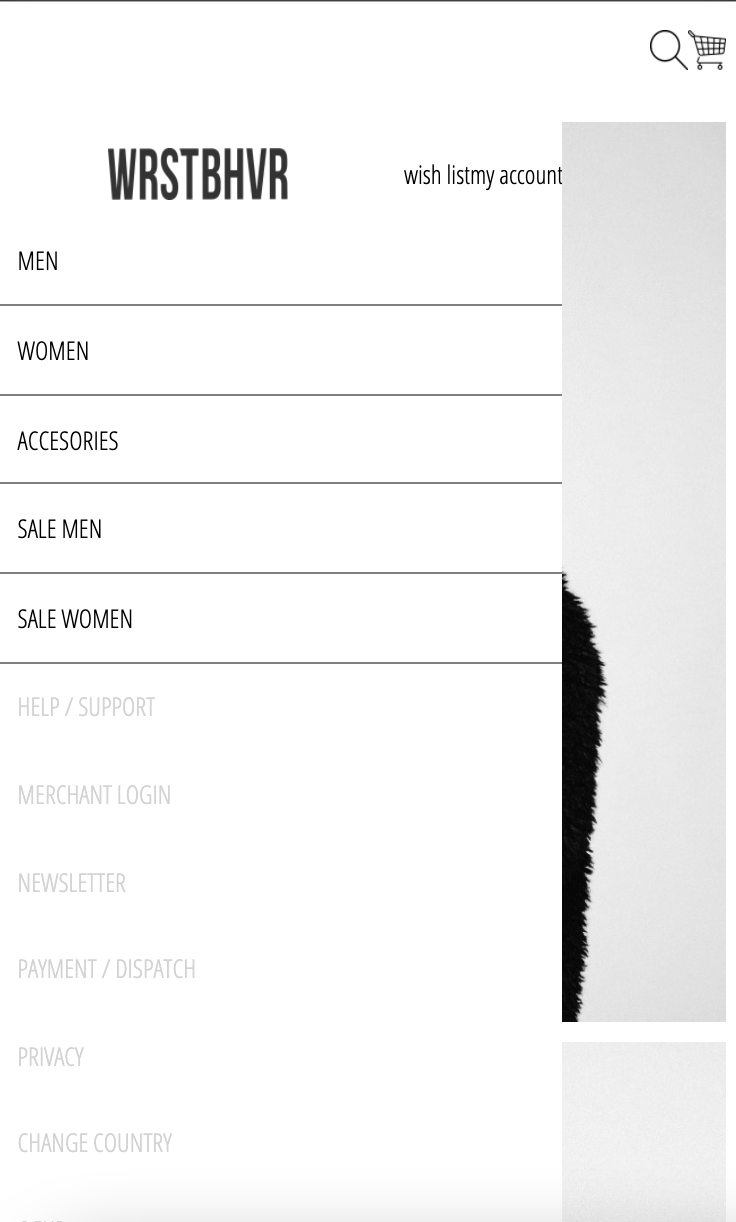 WRSTBHVR
wish listmy account
MEN
WOMEN
ACCESORIES
SALE MEN
SALE WOMEN
HELP / SUPPORT
MERCHANT LOGIN
NEWSLETTER
PAYMENT / DISPATCH
PRIVACY
CHANGE COUNTRY